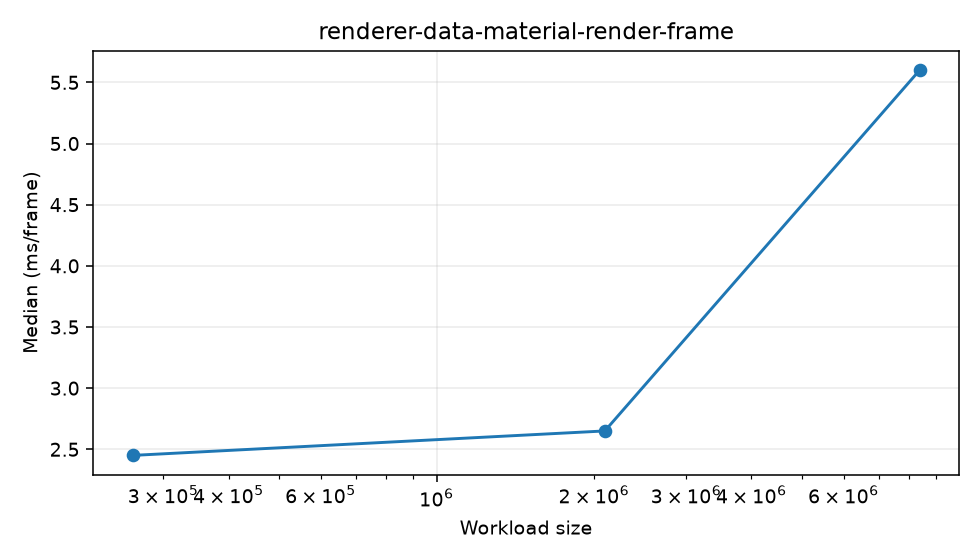 renderer-data-material-render-frame
Median (ms/frame)
5.5
5.0
4.5
4.0
3.5
3.0
2.5
3 × 10⁵ 4 × 10⁵ 6 × 10⁵ 10⁶ 2 × 10⁶ 3 × 10⁶ 4 × 10⁶ 6 × 10⁶
Workload size